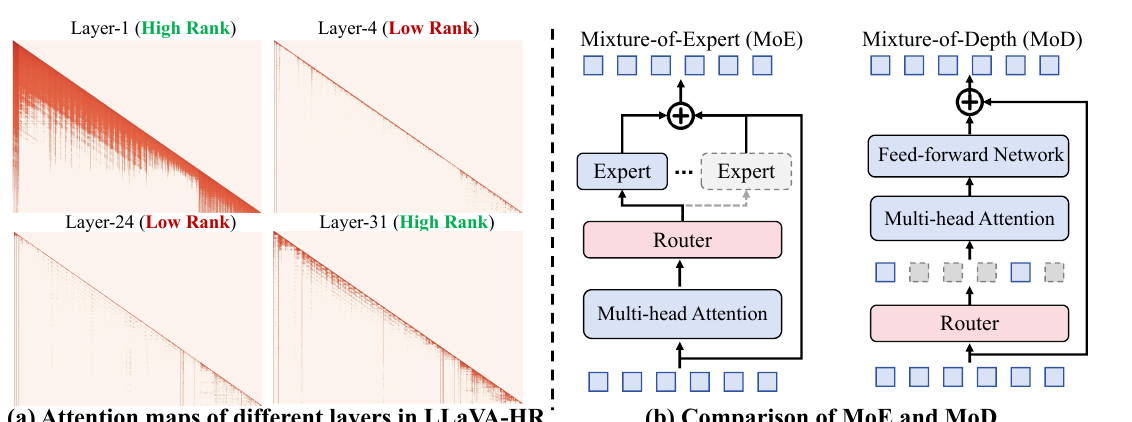 Layer-1 (High Rank)
Layer-4 (Low Rank)
Layer-24 (Low Rank)
Layer-31 (High Rank)
(a) Attention maps of different layers in LLaVA-HR
Mixture-of-Expert (MoE)
Expert
...
Expert
Router
Multi-head Attention
Mixture-of-Depth (MoD)
Feed-forward Network
Multi-head Attention
Router
(b) Comparison of MoE and MoD